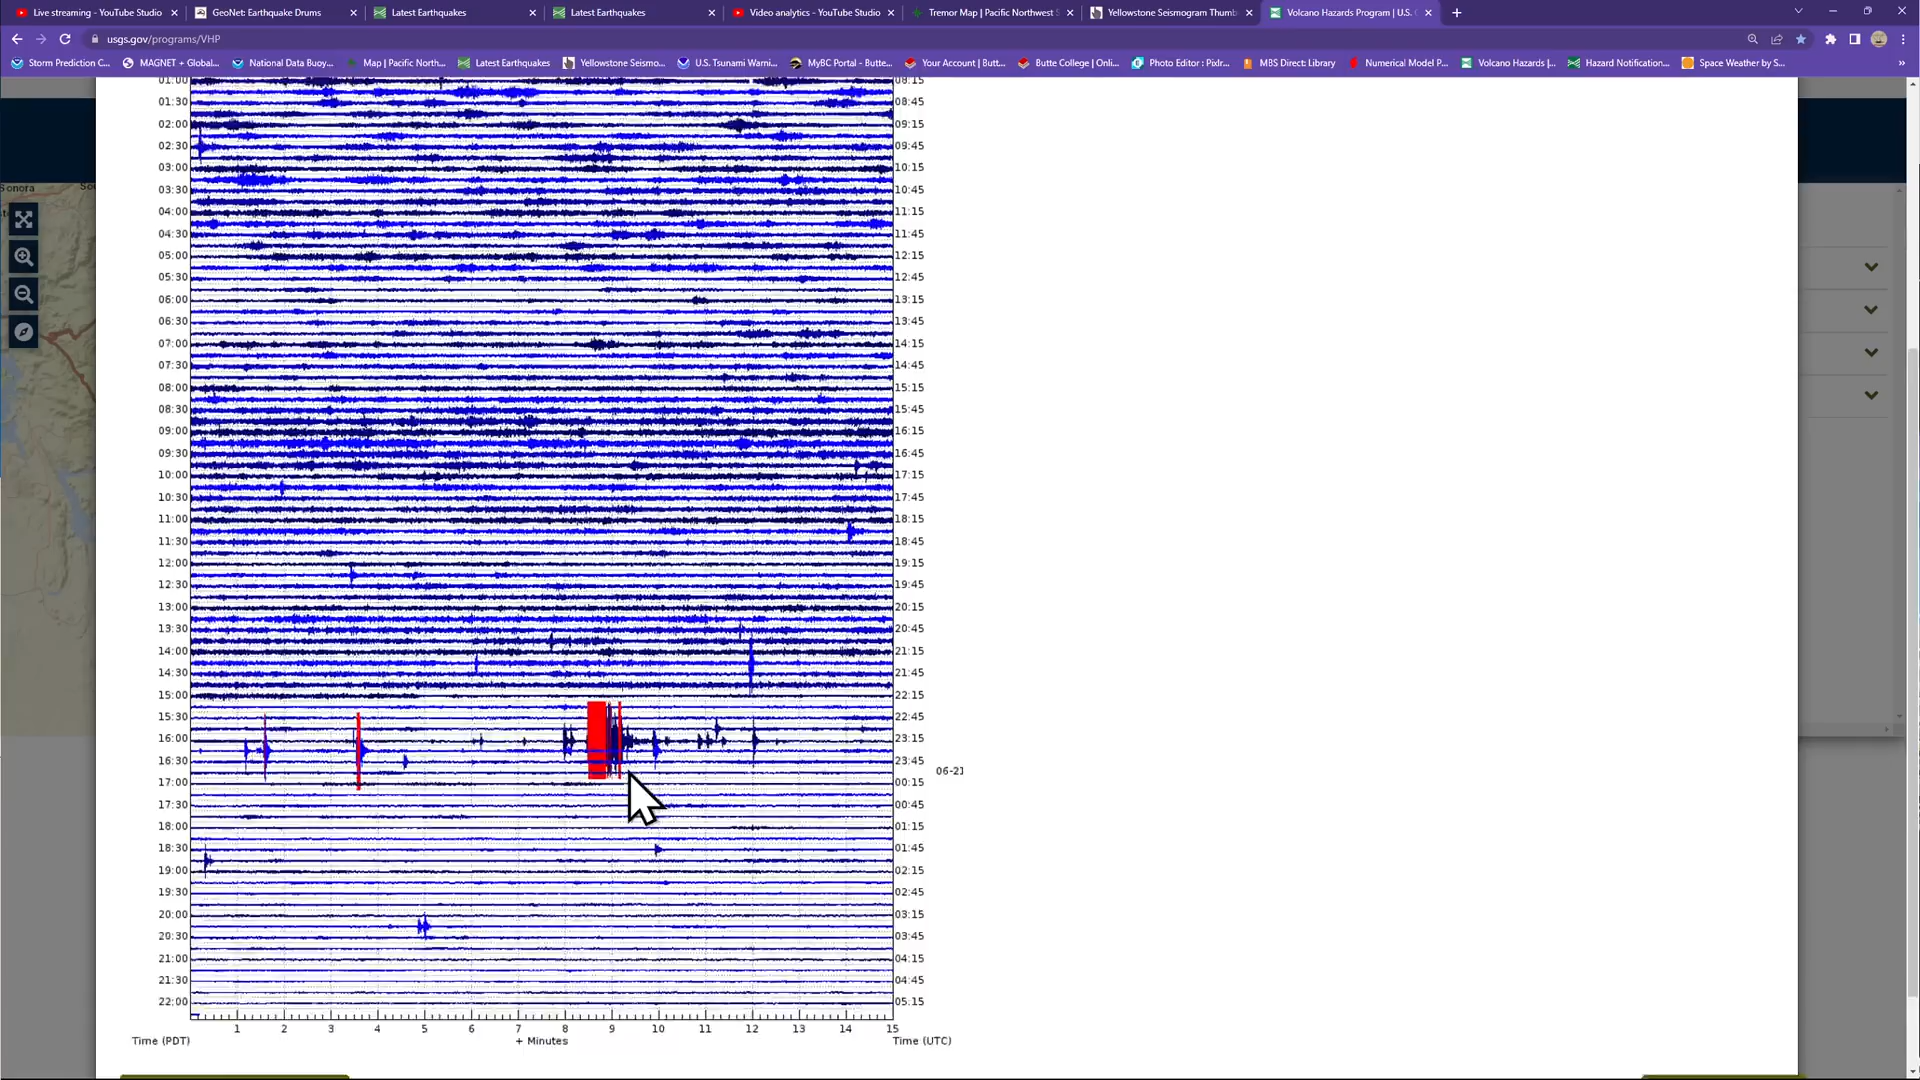 Live streaming - YouTube Studio
GeoNet: Earthquake Drums
Latest Earthquakes
Latest Earthquakes
Video analytics - YouTube Studio
Tremor Map | Pacific Northwest S
Yellowstone Seismogram Thumb
Volcano Hazards Program | U.S.
usgs.gov/programs/VHP
Storm Prediction C...
MAGNET + Global...
National Data Buoy...
Map | Pacific North...
Latest Earthquakes
Yellowstone Seismo...
U.S. Tsunami Warni...
MyBC Portal - Butte...
Your Account | Butt...
Butte College | Onli...
Photo Editor : Pixlr...
MBS Direct Library
Numerical Model P...
Volcano Hazards |...
Hazard Notification...
Space Weather by S...
Sonora
01:00 08:15
01:30 08:45
02:00 09:15
02:30 09:45
03:00 10:15
03:30 10:45
04:00 11:15
04:30 11:45
05:00 12:15
05:30 12:45
06:00 13:15
06:30 13:45
07:00 14:15
07:30 14:45
08:00 15:15
08:30 15:45
09:00 16:15
09:30 16:45
10:00 17:15
10:30 17:45
11:00 18:15
11:30 18:45
12:00 19:15
12:30 19:45
13:00 20:15
13:30 20:45
14:00 21:15
14:30 21:45
15:00 22:15
15:30 22:45
16:00 23:15
16:30 23:45
06-21
17:00 00:15
17:30 00:45
18:00 01:15
18:30 01:45
19:00 02:15
19:30 02:45
20:00 03:15
20:30 03:45
21:00 04:15
21:30 04:45
22:00 05:15
1 2 3 4 5 6 7 8 9 10 11 12 13 14 15
Time (PDT) + Minutes Time (UTC)